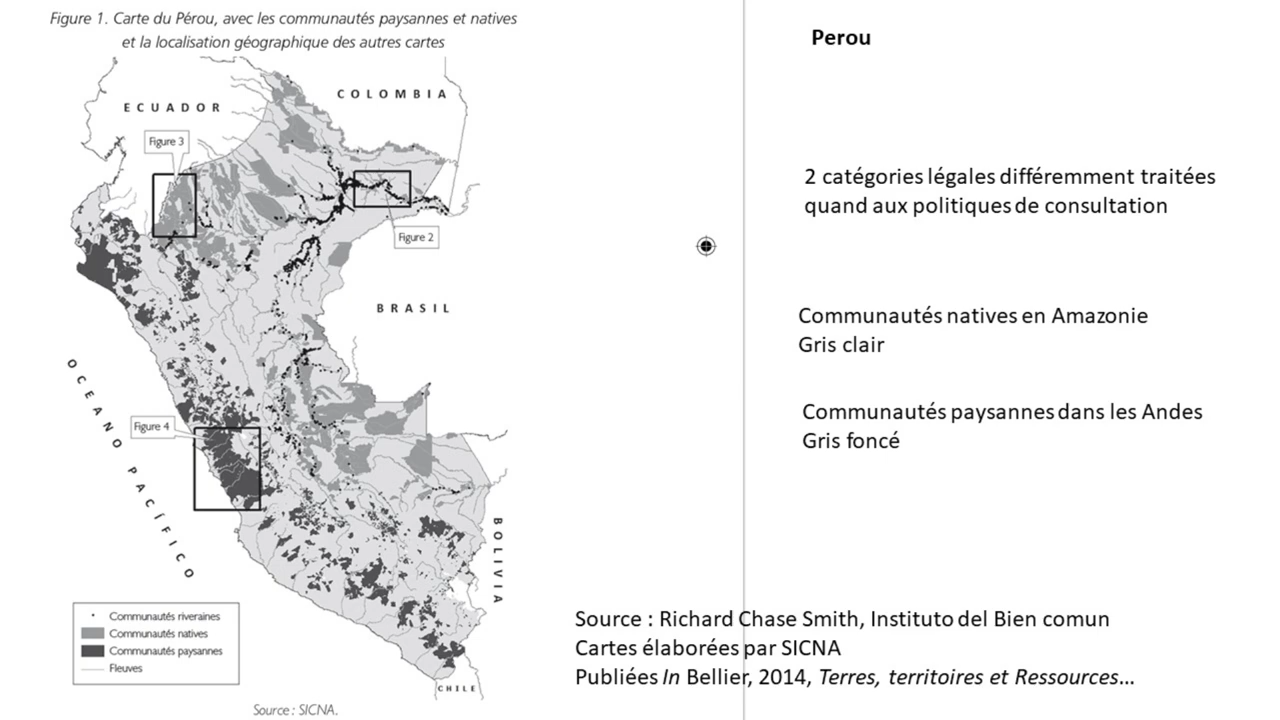 Figure 1. Carte du Pérou, avec les communautés paysannes et natives
et la localisation géographique des autres cartes
ECUADOR
COLOMBIA
Figure 3
Figure 2
BRASIL
OCEANO PACÍFICO
Figure 4
BOLIVIA
CHILE
Communautés riveraines
Communautés natives
Communautés paysannes
Fleuves
Source : SICNA.
Perou
2 catégories légales différemment traitées
quand aux politiques de consultation
Communautés natives en Amazonie
Gris clair
Communautés paysannes dans les Andes
Gris foncé
Source : Richard Chase Smith, Instituto del Bien comun
Cartes élaborées par SICNA
Publiées In Bellier, 2014, Terres, territoires et Ressources…